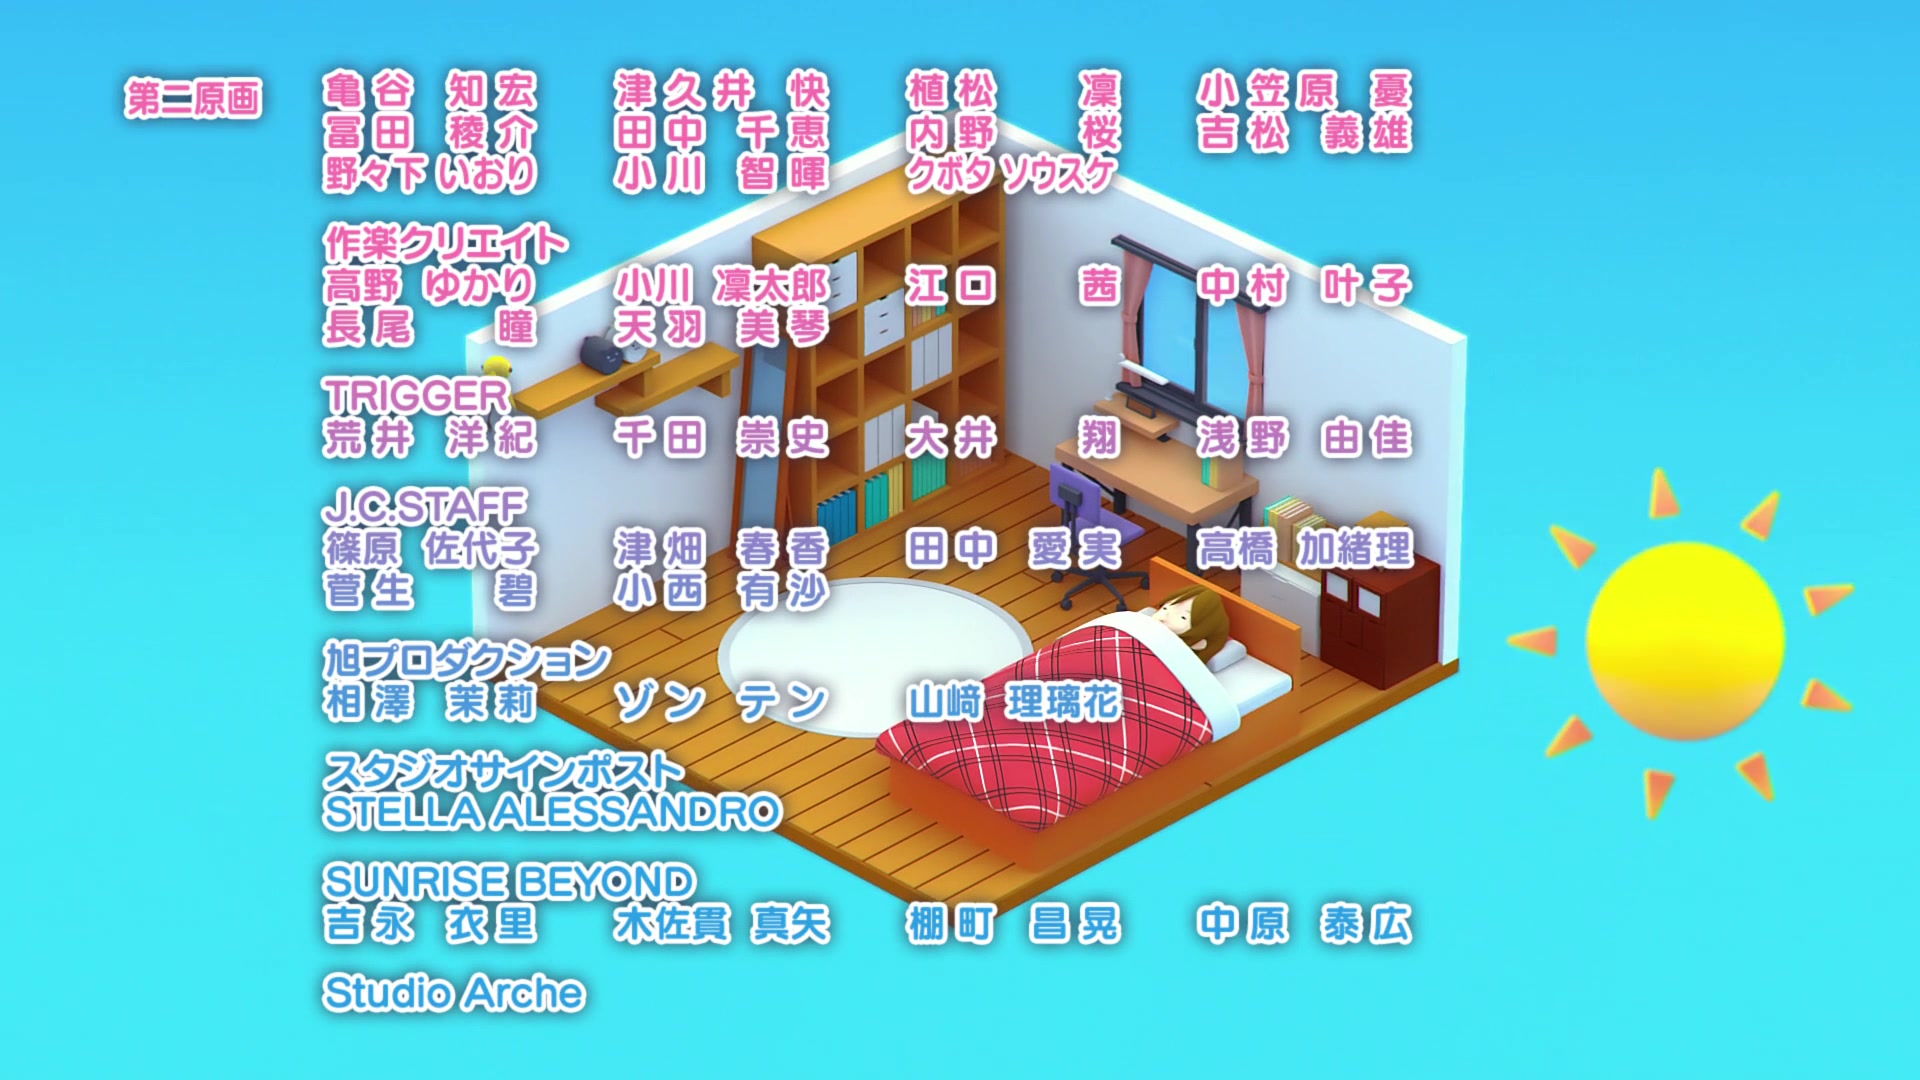 第二原画
亀谷 知宏 津久井 快 植松 凜 小笠原 憂
冨田 稜介 田中 千恵 内野 桜 吉松 義雄
野々下 いおり 小川 智暉 クボタ ソウスケ
作楽クリエイト
高野 ゆかり 小川 凜太郎 江口 茜 中村 叶子
長尾 瞳 天羽 美琴
TRIGGER
荒井 洋紀 千田 崇史 大井 翔 浅野 由佳
J.C.STAFF
篠原 佐代子 津畑 春香 田中 愛実 高橋 加緒理
菅生 碧 小西 有沙
旭プロダクション
相澤 茉莉 ゾン テン 山﨑 理璃花
スタジオサインポスト
STELLA ALESSANDRO
SUNRISE BEYOND
吉永 衣里 木佐貫 真矢 棚町 昌晃 中原 泰広
Studio Arche